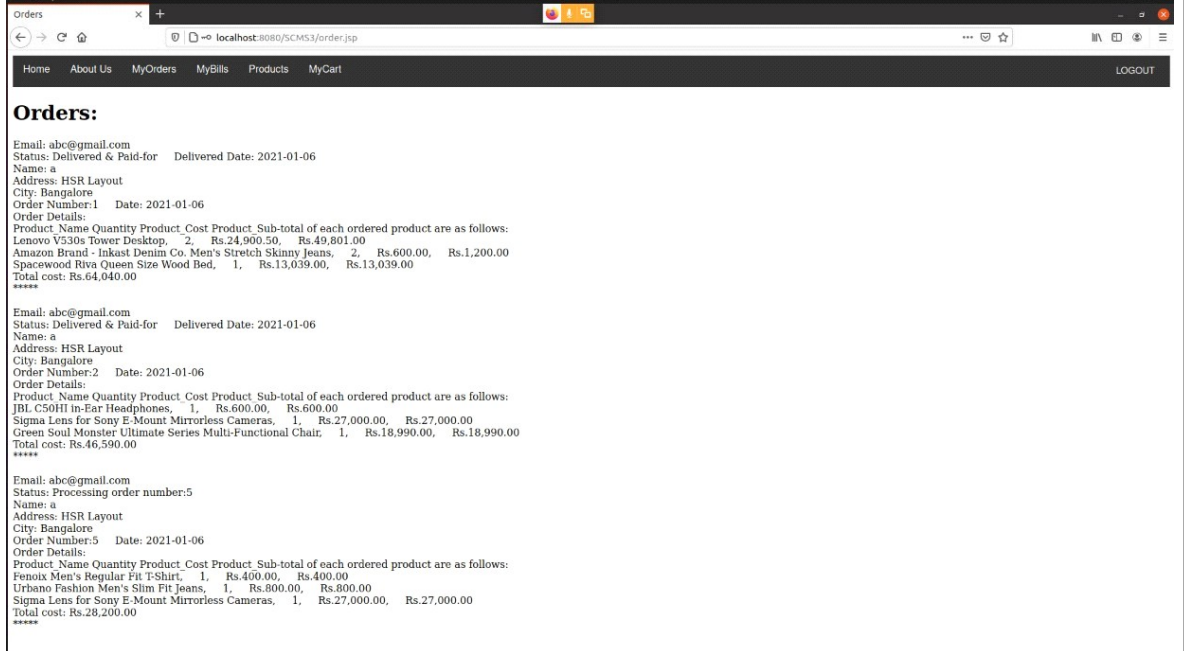 Orders
localhost:8080/SCMS3/order.jsp
Home About Us MyOrders MyBills Products MyCart LOGOUT
Orders:
Email: abc@gmail.com
Status: Delivered & Paid-for Delivered Date: 2021-01-06
Name: a
Address: HSR Layout
City: Bangalore
Order Number:1 Date: 2021-01-06
Order Details:
Product_Name Quantity Product_Cost Product_Sub-total of each ordered product are as follows:
Lenovo V530s Tower Desktop, 2, Rs.24,900.50, Rs.49,801.00
Amazon Brand - Inkast Denim Co. Men's Stretch Skinny Jeans, 2, Rs.600.00, Rs.1,200.00
Spacewood Riva Queen Size Wood Bed, 1, Rs.13,039.00, Rs.13,039.00
Total cost: Rs.64,040.00
*****
Email: abc@gmail.com
Status: Delivered & Paid-for Delivered Date: 2021-01-06
Name: a
Address: HSR Layout
City: Bangalore
Order Number:2 Date: 2021-01-06
Order Details:
Product_Name Quantity Product_Cost Product_Sub-total of each ordered product are as follows:
JBL C50HI in-Ear Headphones, 1, Rs.600.00, Rs.600.00
Sigma Lens for Sony E-Mount Mirrorless Cameras, 1, Rs.27,000.00, Rs.27,000.00
Green Soul Monster Ultimate Series Multi-Functional Chair, 1, Rs.18,990.00, Rs.18,990.00
Total cost: Rs.46,590.00
*****
Email: abc@gmail.com
Status: Processing order number:5
Name: a
Address: HSR Layout
City: Bangalore
Order Number:5 Date: 2021-01-06
Order Details:
Product_Name Quantity Product_Cost Product_Sub-total of each ordered product are as follows:
Fenoix Men's Regular Fit T-Shirt, 1, Rs.400.00, Rs.400.00
Urbano Fashion Men's Slim Fit Jeans, 1, Rs.800.00, Rs.800.00
Sigma Lens for Sony E-Mount Mirrorless Cameras, 1, Rs.27,000.00, Rs.27,000.00
Total cost: Rs.28,200.00
*****